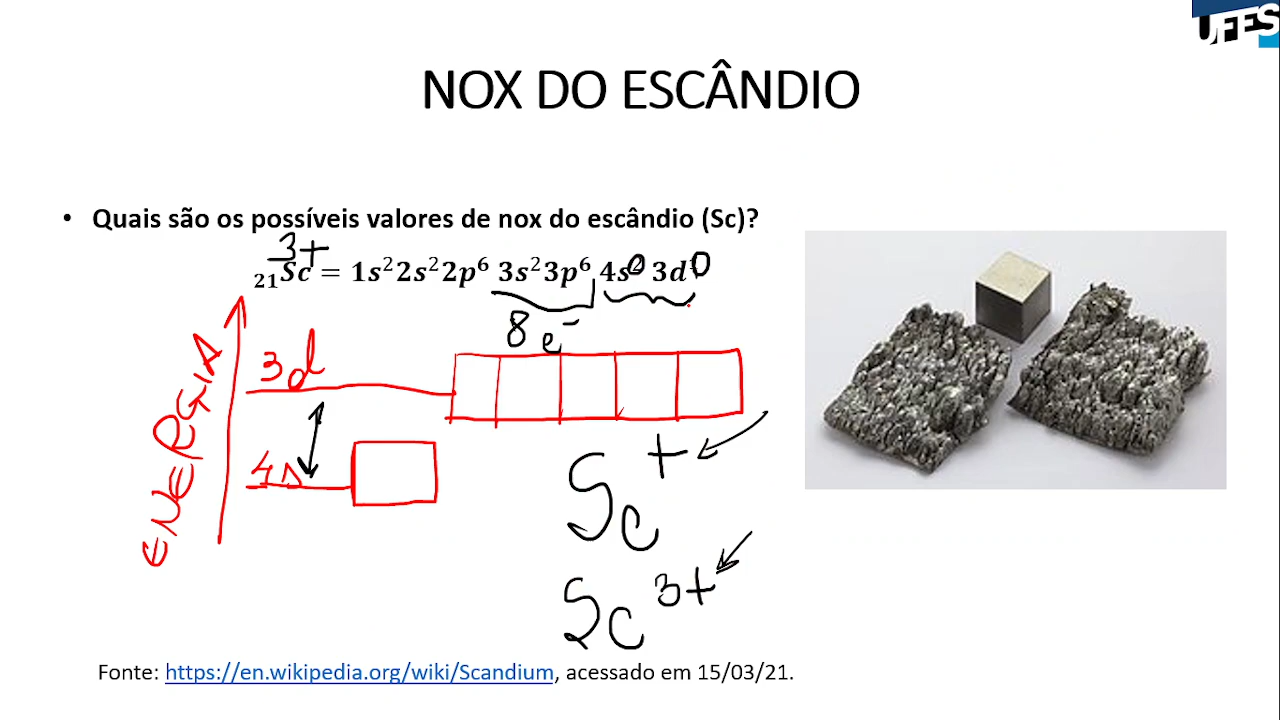 UFES
NOX DO ESCÂNDIO
• Quais são os possíveis valores de nox do escândio (Sc)?
3+
₂₁Sc = 1s²2s²2p⁶ 3s²3p⁶ 4s⁰ 3d⁰
8 e⁻
3d
ENERGIA
4s
Sc⁺
Sc³⁺
Fonte: https://en.wikipedia.org/wiki/Scandium, acessado em 15/03/21.